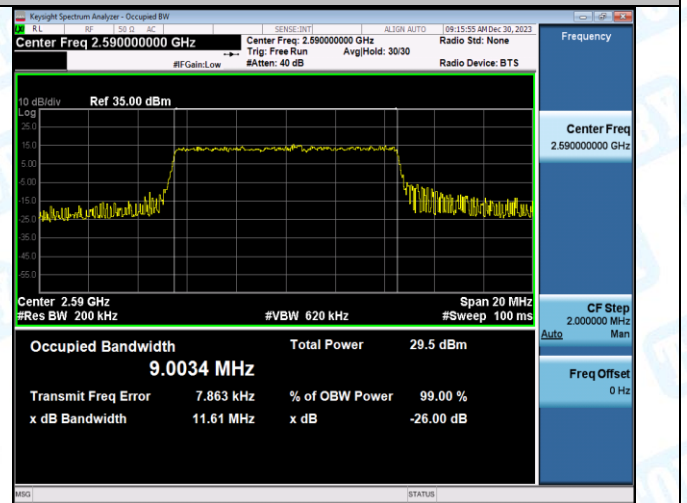 Keysight Spectrum Analyzer - Occupied BW
RL RF 50 Ω AC SENSE:INT ALIGN AUTO 09:15:55 AM Dec 30, 2023
Center Freq 2.590000000 GHz
Center Freq: 2.590000000 GHz Radio Std: None
Trig: Free Run Avg|Hold: 30/30
#IFGain:Low #Atten: 40 dB Radio Device: BTS
Frequency
10 dB/div Ref 35.00 dBm
Log
25.0
15.0
5.00
-5.00
-15.0
-25.0
-35.0
-45.0
-55.0
Center Freq
2.590000000 GHz
Center 2.59 GHz Span 20 MHz
#Res BW 200 kHz #VBW 620 kHz #Sweep 100 ms
CF Step
2.000000 MHz
Auto Man
Occupied Bandwidth Total Power 29.5 dBm
9.0034 MHz
Transmit Freq Error 7.863 kHz % of OBW Power 99.00 %
x dB Bandwidth 11.61 MHz x dB -26.00 dB
Freq Offset
0 Hz
MSG STATUS